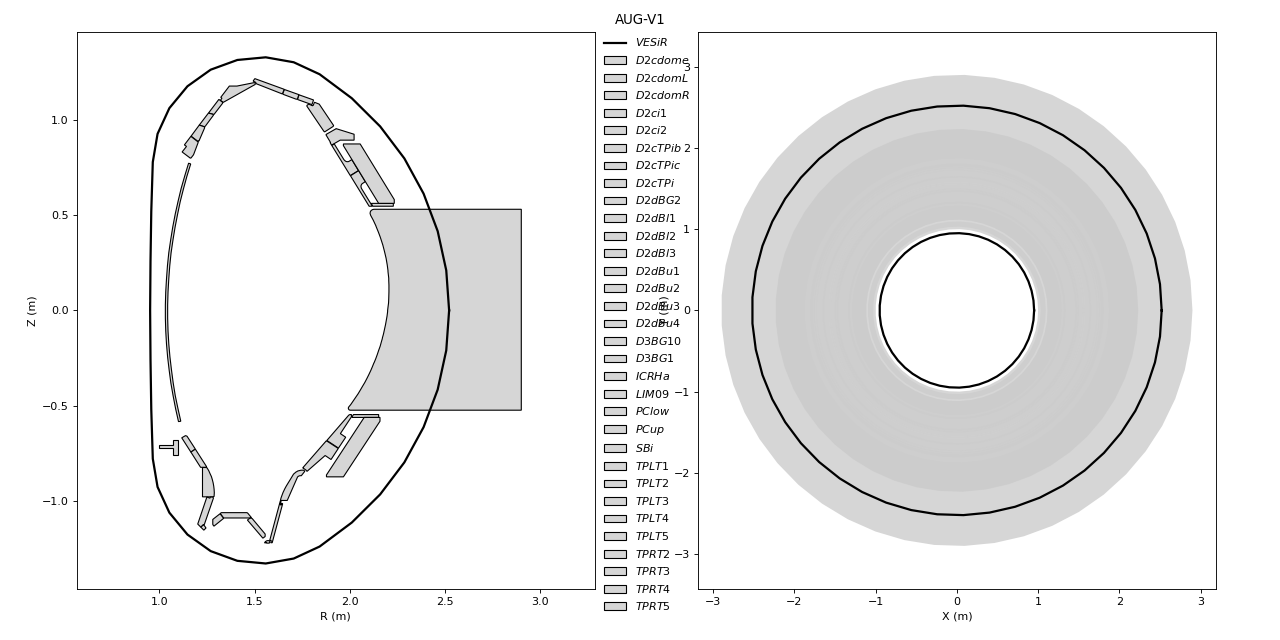 AUG-V1
VESiR
D2cdome
D2cdomL
D2cdomR
D2ci1
D2ci2
D2cTPib
D2cTPic
D2cTPi
D2dBG2
D2dBl1
D2dBl2
D2dBl3
D2dBu1
D2dBu2
D2dBu3
D2dBu4
D3BG10
D3BG1
ICRHa
LIM09
PClow
PCup
SBi
TPLT1
TPLT2
TPLT3
TPLT4
TPLT5
TPRT2
TPRT3
TPRT4
TPRT5
Z (m)
1.0
0.5
0.0
−0.5
−1.0
1.0
1.5
2.0
2.5
3.0
R (m)
3
2
1
0
−1
−2
−3
−3
−2
−1
0
1
2
3
X (m)